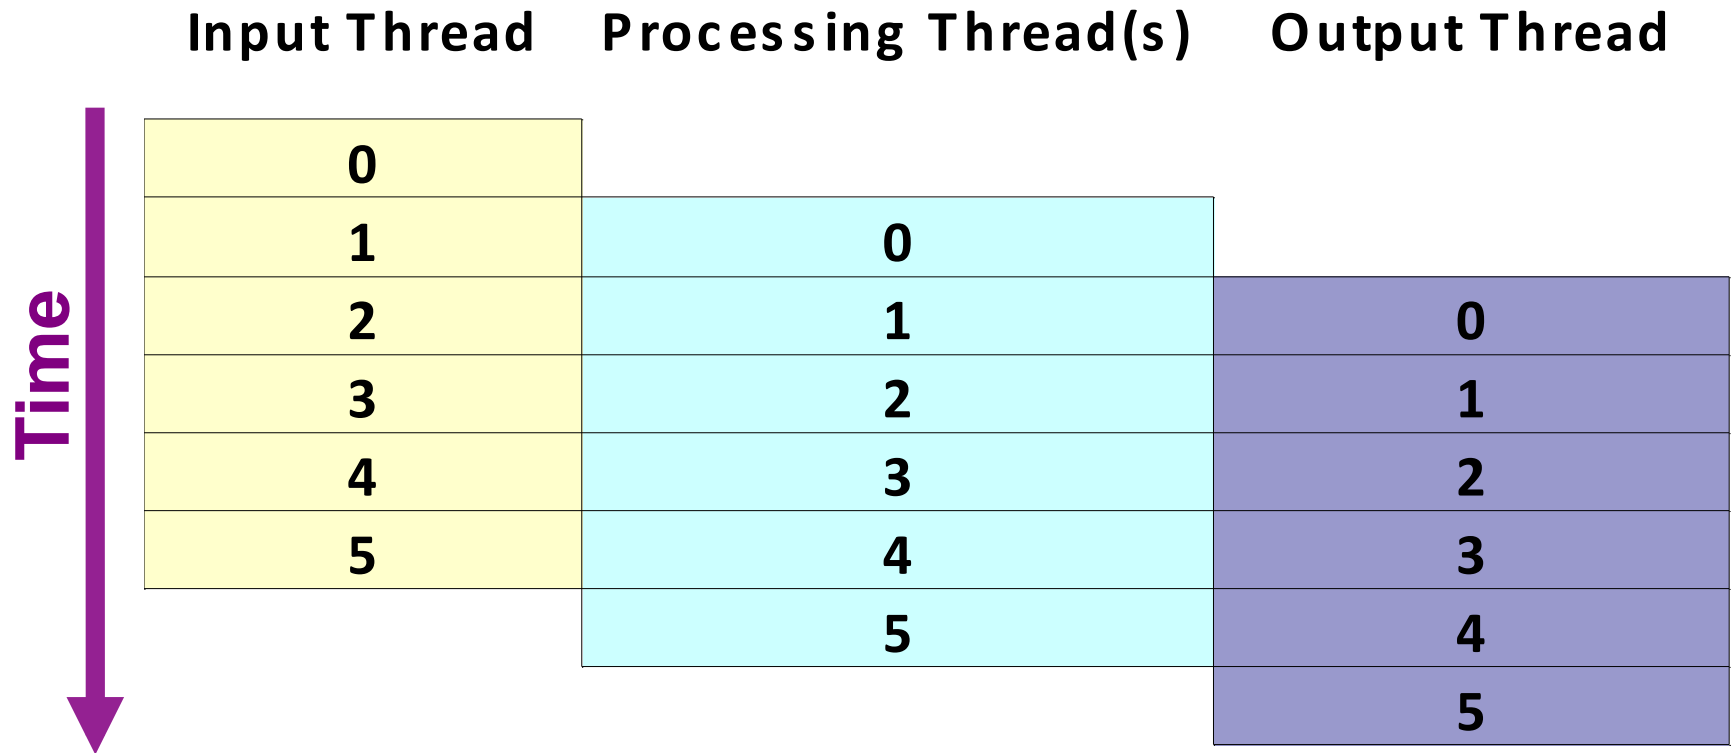 Input Thread Processing Thread(s) Output Thread
Time
0
1 0
2 1 0
3 2 1
4 3 2
5 4 3
5 4
5